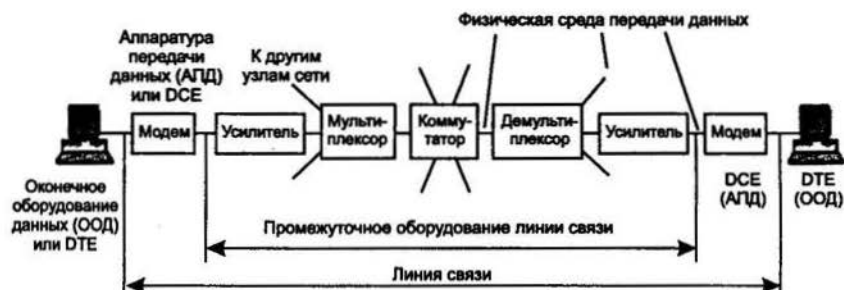 Физическая среда передачи данных
Аппаратура
передачи
данных (АПД)
или DCE
К другим
узлам сети
Модем
Усилитель
Мульти-
плексор
Комму-
татор
Демульти-
плексор
Усилитель
Модем
Оконечное
оборудование
данных (ООД)
или DTE
DCE
(АПД)
DTE
(ООД)
Промежуточное оборудование линии связи
Линия связи